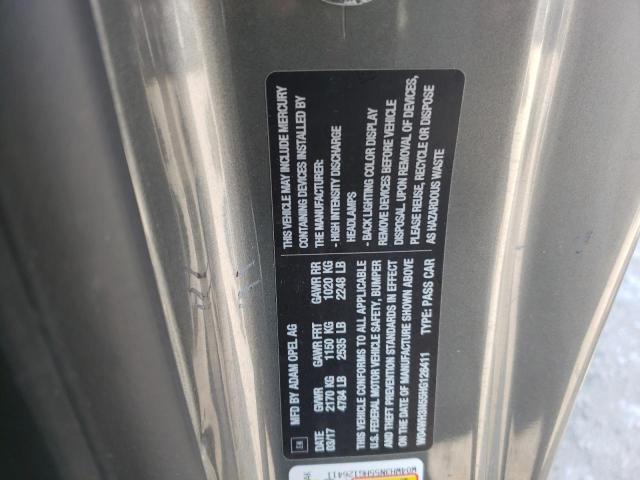 MFD BY ADAM OPEL AG
GM
DATE GVWR GAWR FRT GAWR RR
03/17 2170 KG 1150 KG 1020 KG
4784 LB 2535 LB 2248 LB
THIS VEHICLE CONFORMS TO ALL APPLICABLE
U.S. FEDERAL MOTOR VEHICLE SAFETY, BUMPER
AND THEFT PREVENTION STANDARDS IN EFFECT
ON THE DATE OF MANUFACTURE SHOWN ABOVE
W04WH3N55HG126411 TYPE: PASS CAR
THIS VEHICLE MAY INCLUDE MERCURY
CONTAINING DEVICES INSTALLED BY
THE MANUFACTURER:
- HIGH INTENSITY DISCHARGE
HEADLAMPS
- BACK LIGHTING COLOR DISPLAY
REMOVE DEVICES BEFORE VEHICLE
DISPOSAL. UPON REMOVAL OF DEVICES,
PLEASE REUSE, RECYCLE OR DISPOSE
AS HAZARDOUS WASTE
W04WH3N55HG126411